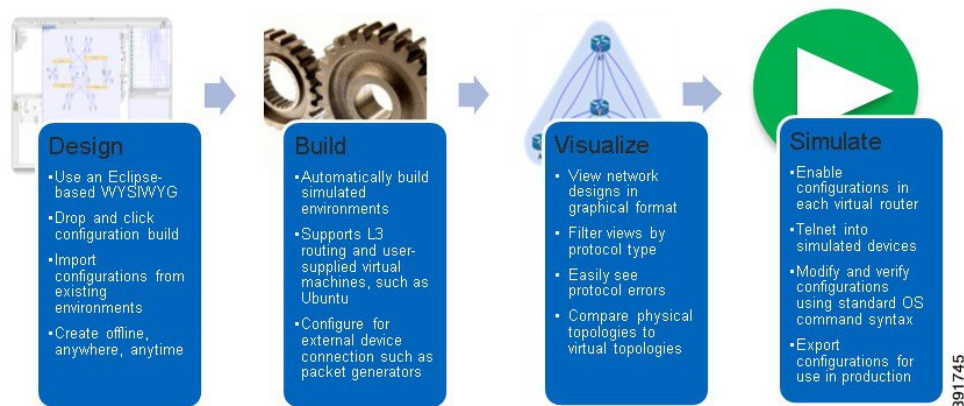 Design
▪Use an Eclipse-
based WYSIWYG
▪Drop and click
configuration build
▪Import
configurations from
existing
environments
▪Create offline,
anywhere, anytime
Build
▪Automatically build
simulated
environments
▪Supports L3
routing and user-
supplied virtual
machines, such as
Ubuntu
▪Configure for
external device
connection such as
packet generators
Visualize
▪ View network
designs in
graphical format
▪ Filter views by
protocol type
▪ Easily see
protocol errors
▪ Compare physical
topologies to
virtual topologies
Simulate
▪Enable
configurations in
each virtual router
▪Telnet into
simulated devices
▪Modify and verify
configurations
using standard OS
command syntax
▪Export
configurations for
use in production
391745